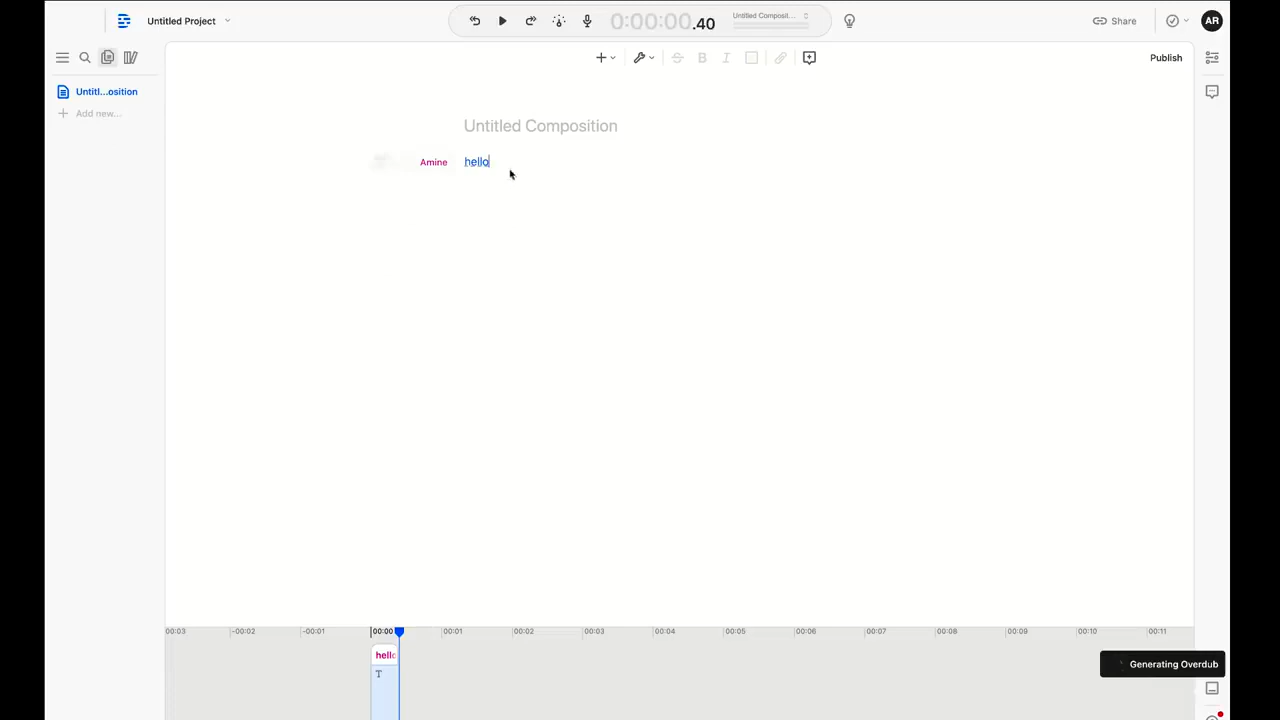 Untitled Project
0:00:00.40
Untitled Composit...
Share
AR
B
I
Publish
Untitl...osition
Add new...
Untitled Composition
Amine
hello
00:03
-00:02
-00:01
00:00
00:01
00:02
00:03
00:04
00:05
00:06
00:07
00:08
00:09
00:10
00:11
hello
T
Generating Overdub